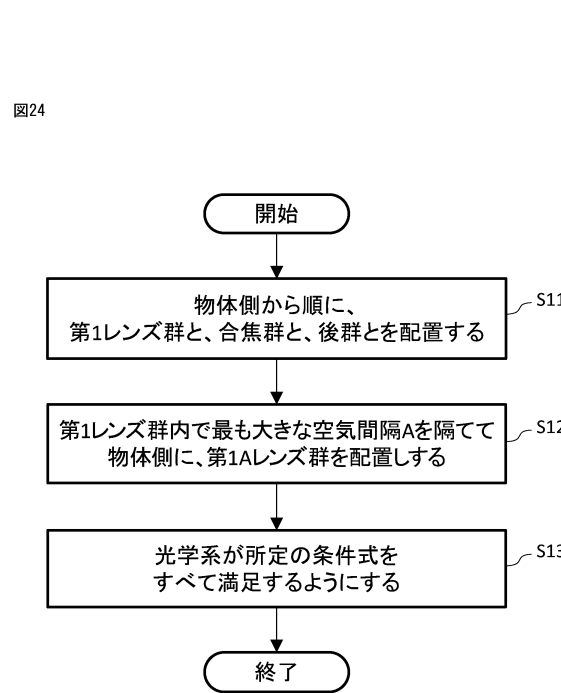 図24
開始
物体側から順に、
第1レンズ群と、合焦群と、後群とを配置する
S11
第1レンズ群内で最も大きな空気間隔Aを隔てて
物体側に、第1Aレンズ群を配置しする
S12
光学系が所定の条件式を
すべて満足するようにする
S13
終了